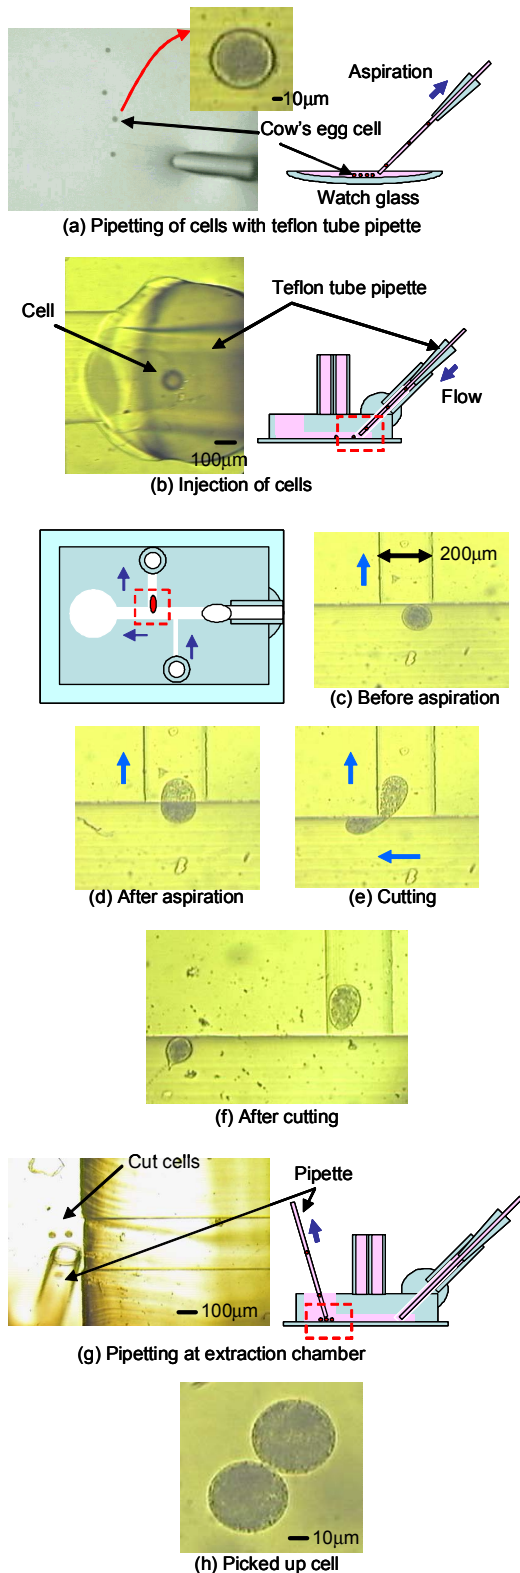 10μm
Aspiration
Cow's egg cell
Watch glass
(a) Pipetting of cells with teflon tube pipette
Teflon tube pipette
Cell
Flow
100μm
(b) Injection of cells
200μm
(c) Before aspiration
(d) After aspiration
(e) Cutting
(f) After cutting
Cut cells
Pipette
100μm
(g) Pipetting at extraction chamber
10μm
(h) Picked up cell